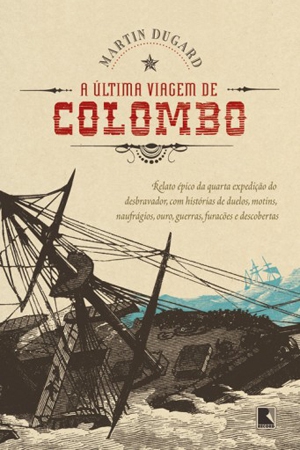 MARTIN DUGARD
A ÚLTIMA VIAGEM DE
COLOMBO
Relato épico da quarta expedição do
desbravador, com histórias de duelos, motins,
naufrágios, ouro, guerras, furacões e descobertas